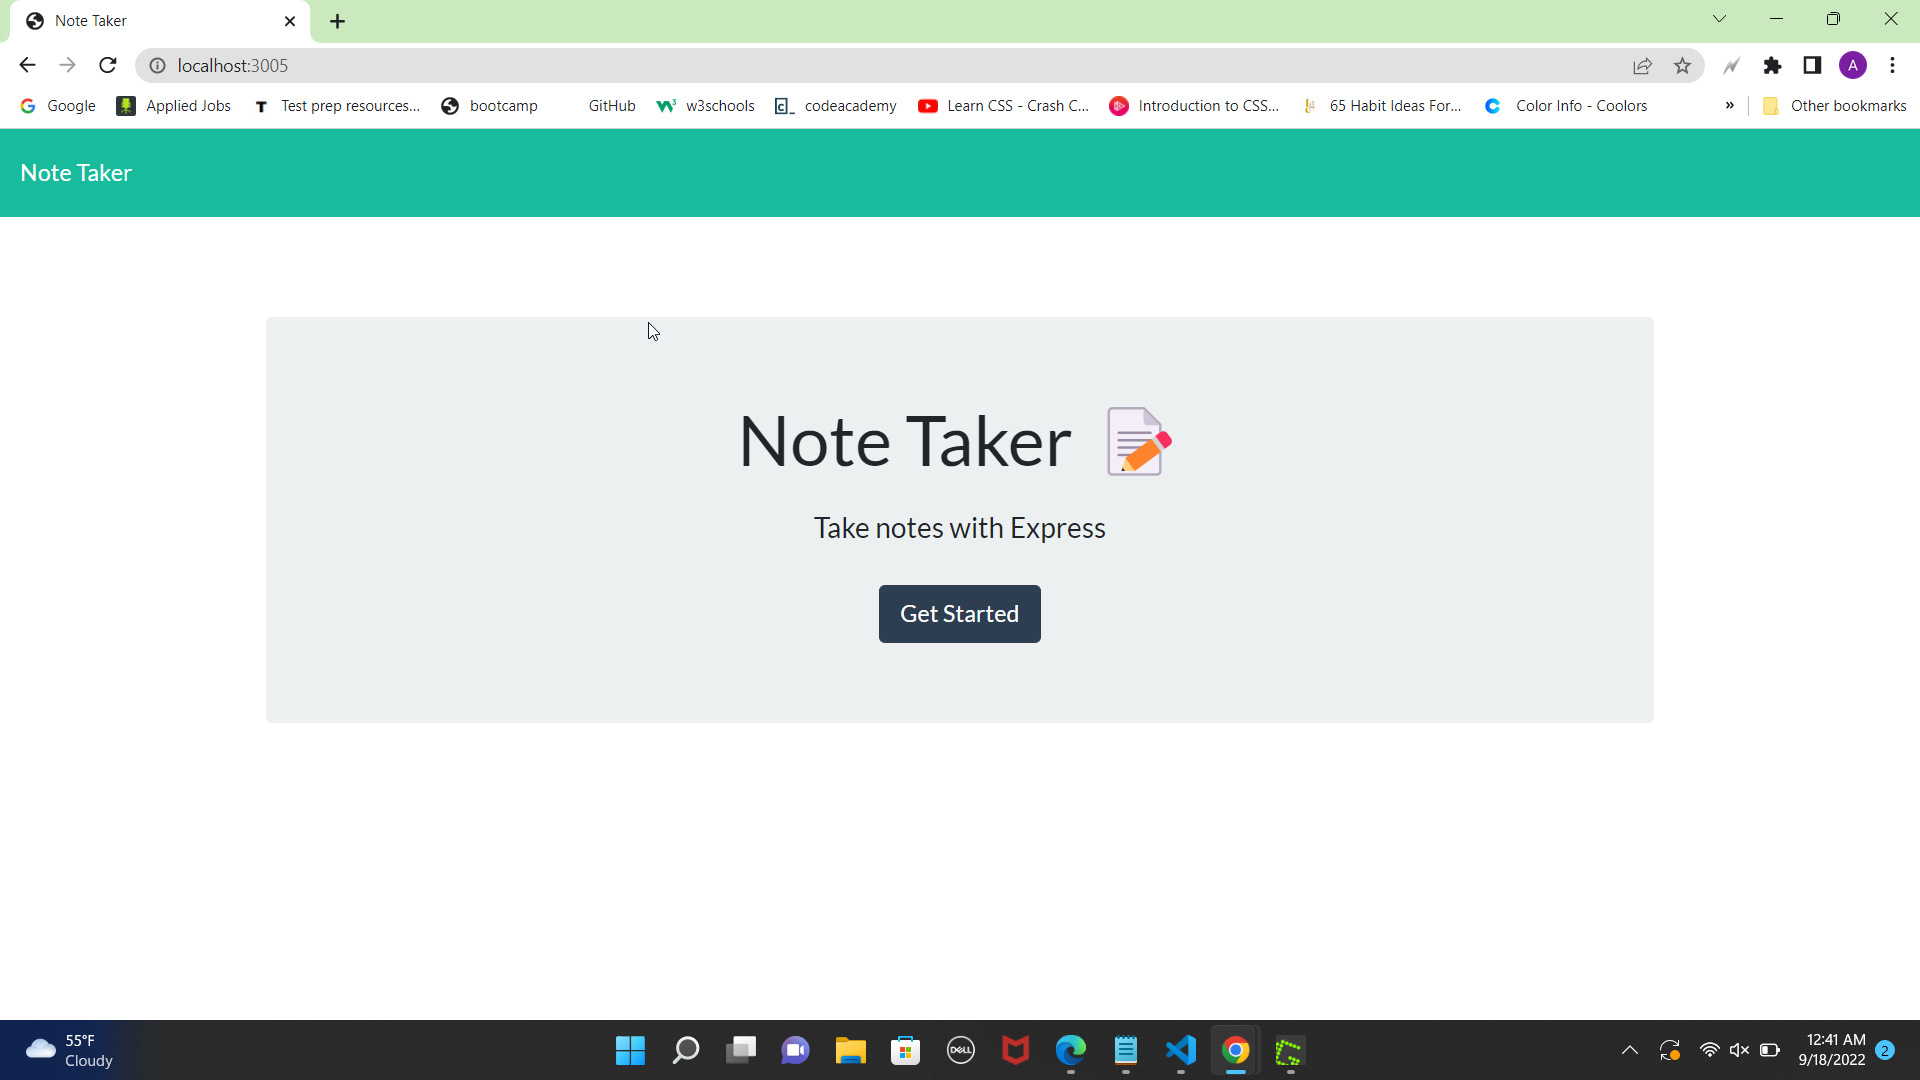 Note Taker
localhost:3005
A
Google
Applied Jobs
T Test prep resources...
bootcamp
GitHub
w3schools
codeacademy
Learn CSS - Crash C...
Introduction to CSS...
65 Habit Ideas For...
Color Info - Coolors
»
Other bookmarks
Note Taker
Note Taker
Take notes with Express
Get Started
55°F
Cloudy
DELL
12:41 AM
9/18/2022
2